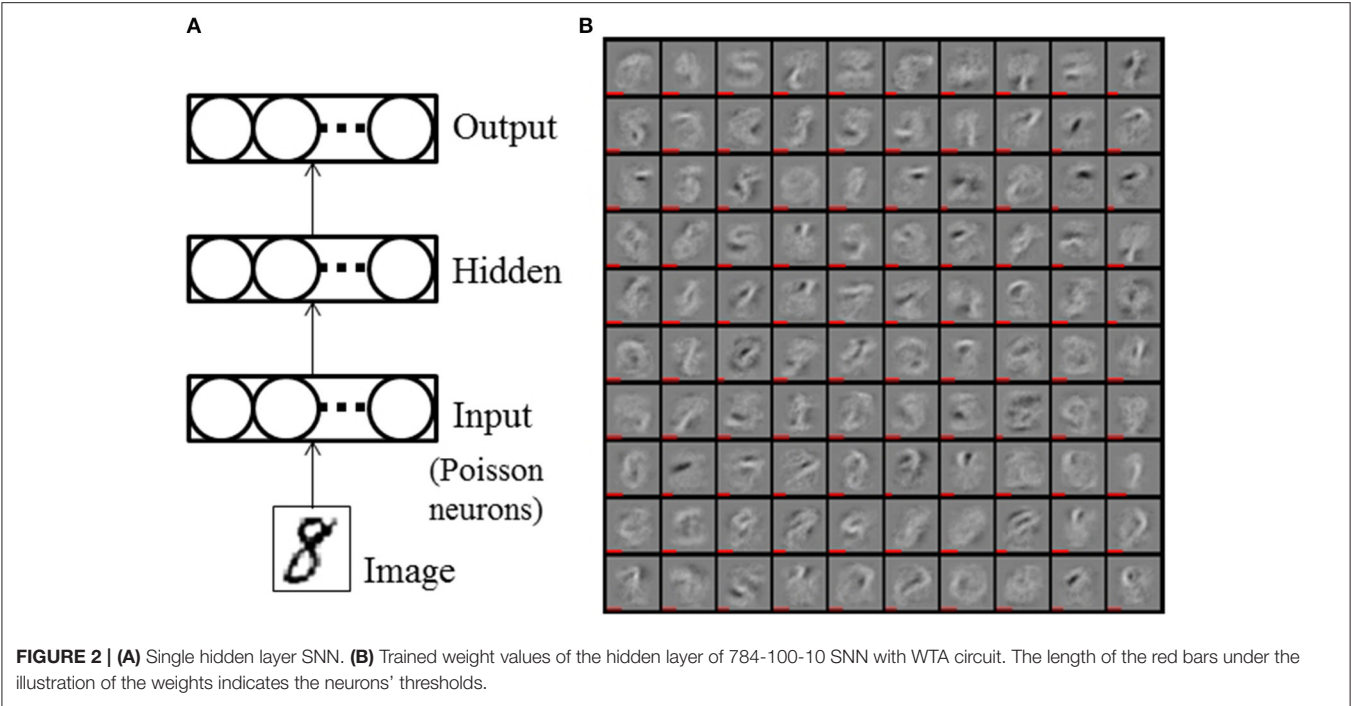 A
B
Output
Hidden
Input
(Poisson
neurons)
Image
FIGURE 2 | (A) Single hidden layer SNN. (B) Trained weight values of the hidden layer of 784-100-10 SNN with WTA circuit. The length of the red bars under the
illustration of the weights indicates the neurons' thresholds.